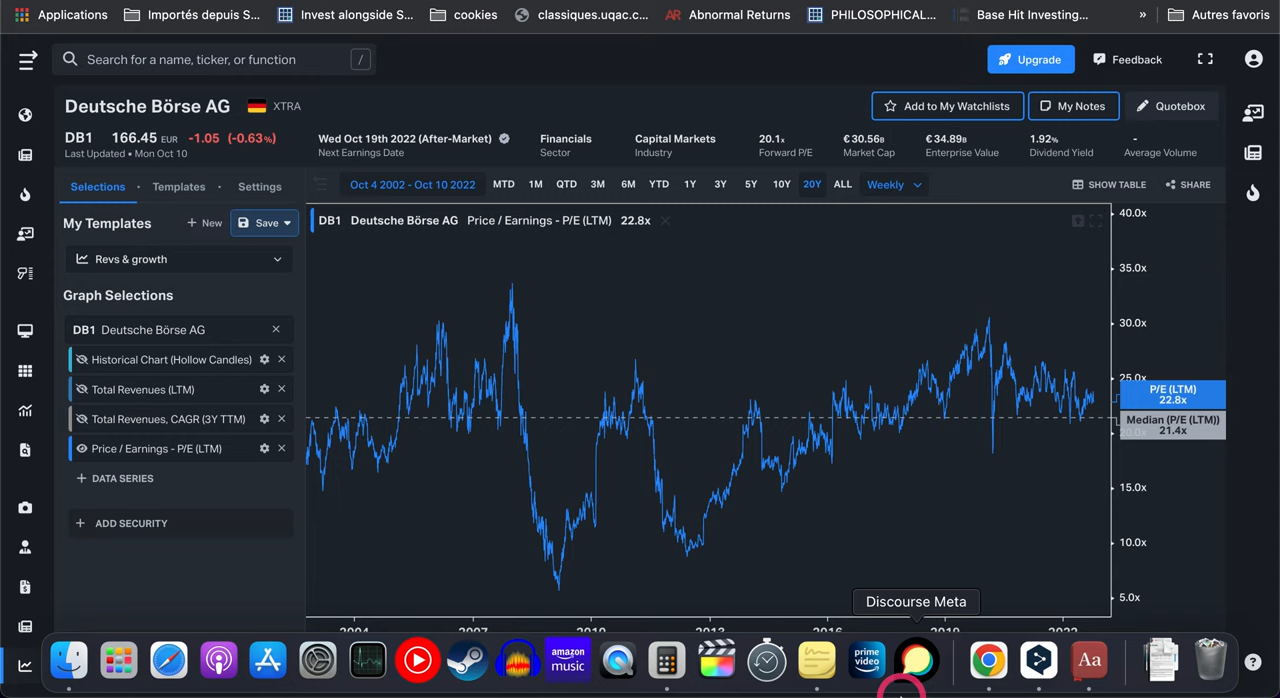 Applications Importés depuis S... Invest alongside S... cookies classiques.uqac.c... AR Abnormal Returns PHILOSOPHICAL... Base Hit Investing... » Autres favoris
Search for a name, ticker, or function / Upgrade Feedback
Deutsche Börse AG XTRA Add to My Watchlists My Notes Quotebox
DB1 166.45 EUR -1.05 (-0.63%) Wed Oct 19th 2022 (After-Market) Financials Capital Markets 20.1x €30.56B €34.89B 1.92% -
Last Updated • Mon Oct 10 Next Earnings Date Sector Industry Forward P/E Market Cap Enterprise Value Dividend Yield Average Volume
Selections • Templates • Settings Oct 4 2002 - Oct 10 2022 MTD 1M QTD 3M 6M YTD 1Y 3Y 5Y 10Y 20Y ALL Weekly SHOW TABLE SHARE
My Templates + New Save
DB1 Deutsche Börse AG Price / Earnings - P/E (LTM) 22.8x
Revs & growth
Graph Selections
DB1 Deutsche Börse AG
Historical Chart (Hollow Candles)
Total Revenues (LTM)
Total Revenues, CAGR (3Y TTM)
Price / Earnings - P/E (LTM)
+ DATA SERIES
+ ADD SECURITY
40.0x
35.0x
30.0x
25.0x
P/E (LTM)
22.8x
Median (P/E (LTM))
21.4x
20.0x
15.0x
10.0x
5.0x
2004 2007 2010 2013 2016 2019 2022
Discourse Meta
amazon
music
prime
video
Aa
?